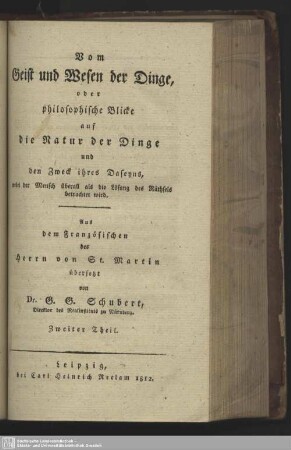 Vom
Geist und Wesen der Dinge,
oder
philosophische Blicke
auf
die Natur der Dinge
und
den Zweck ihres Daseyns,
wobei der Mensch überall als die Lösung des Räthsels
betrachtet wird.
Aus
dem Französischen
des
Herrn von St. Martin
übersetzt
von
Dr. G. G. Schubert,
Direktor des Realinstituts zu Nürnberg.
Zweiter Theil.
Leipzig,
bei Carl Heinrich Reclam 1812.